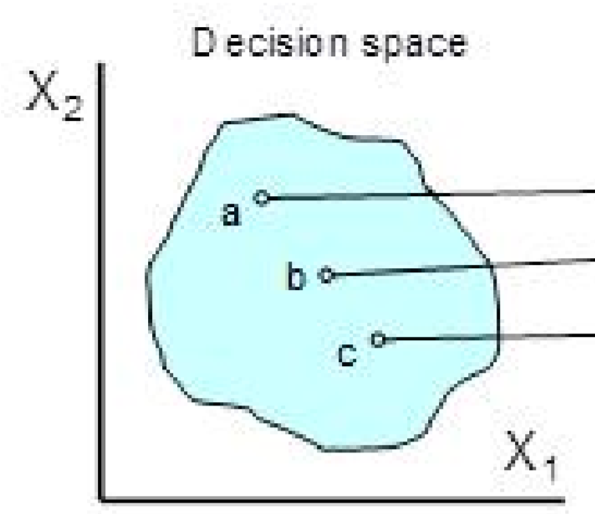 Decision space
X₂
a
b
c
X₁